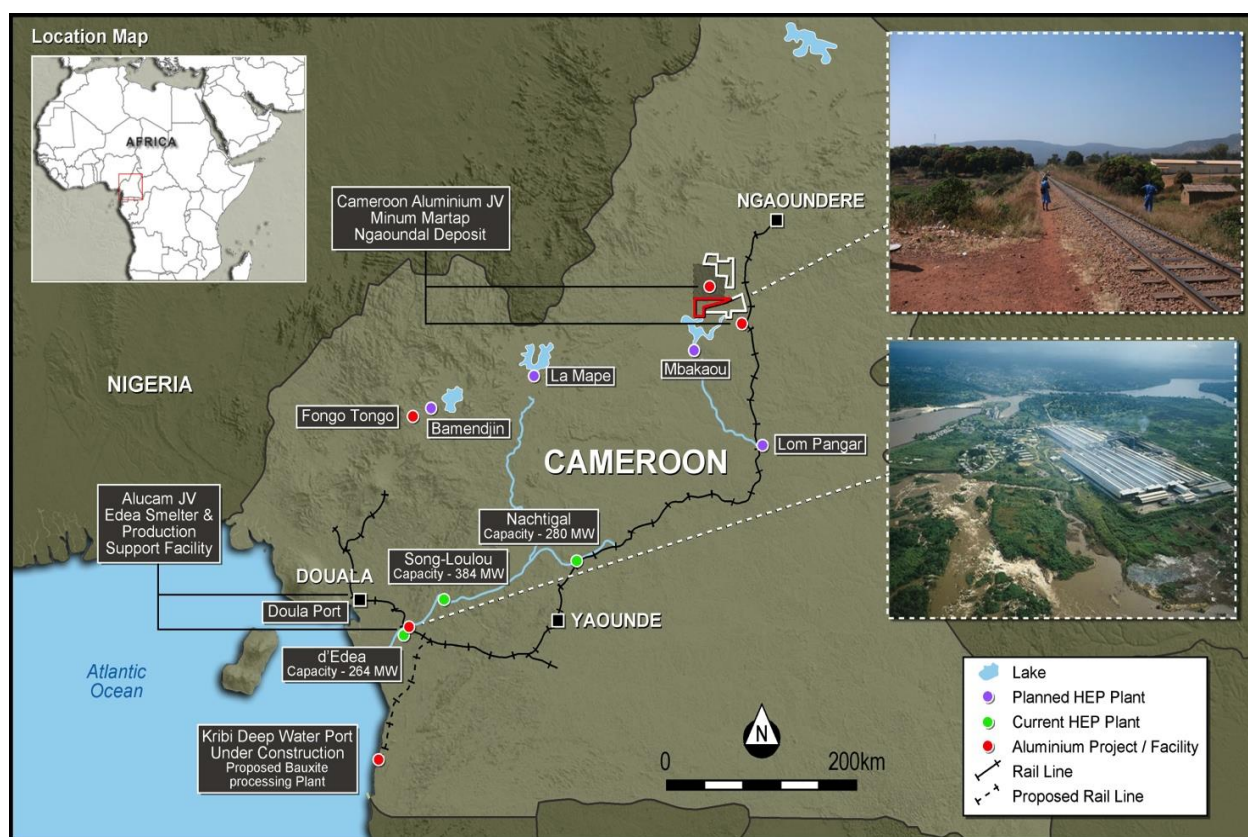 Location Map
AFRICA
Cameroon Aluminium JV
Minum Martap
Ngaoundal Deposit
NGAOUNDERE
NIGERIA
La Mape
Mbakaou
Fongo Tongo
Bamendjin
Lom Pangar
CAMEROON
Alucam JV
Edea Smelter &
Production
Support Facility
Nachtigal
Capacity - 280 MW
Song-Loulou
Capacity - 384 MW
DOUALA
Doula Port
YAOUNDE
d'Edea
Capacity - 264 MW
Atlantic
Ocean
Kribi Deep Water Port
Under Construction
Proposed Bauxite
processing Plant
N
0
200km
Lake
Planned HEP Plant
Current HEP Plant
Aluminium Project / Facility
Rail Line
Proposed Rail Line